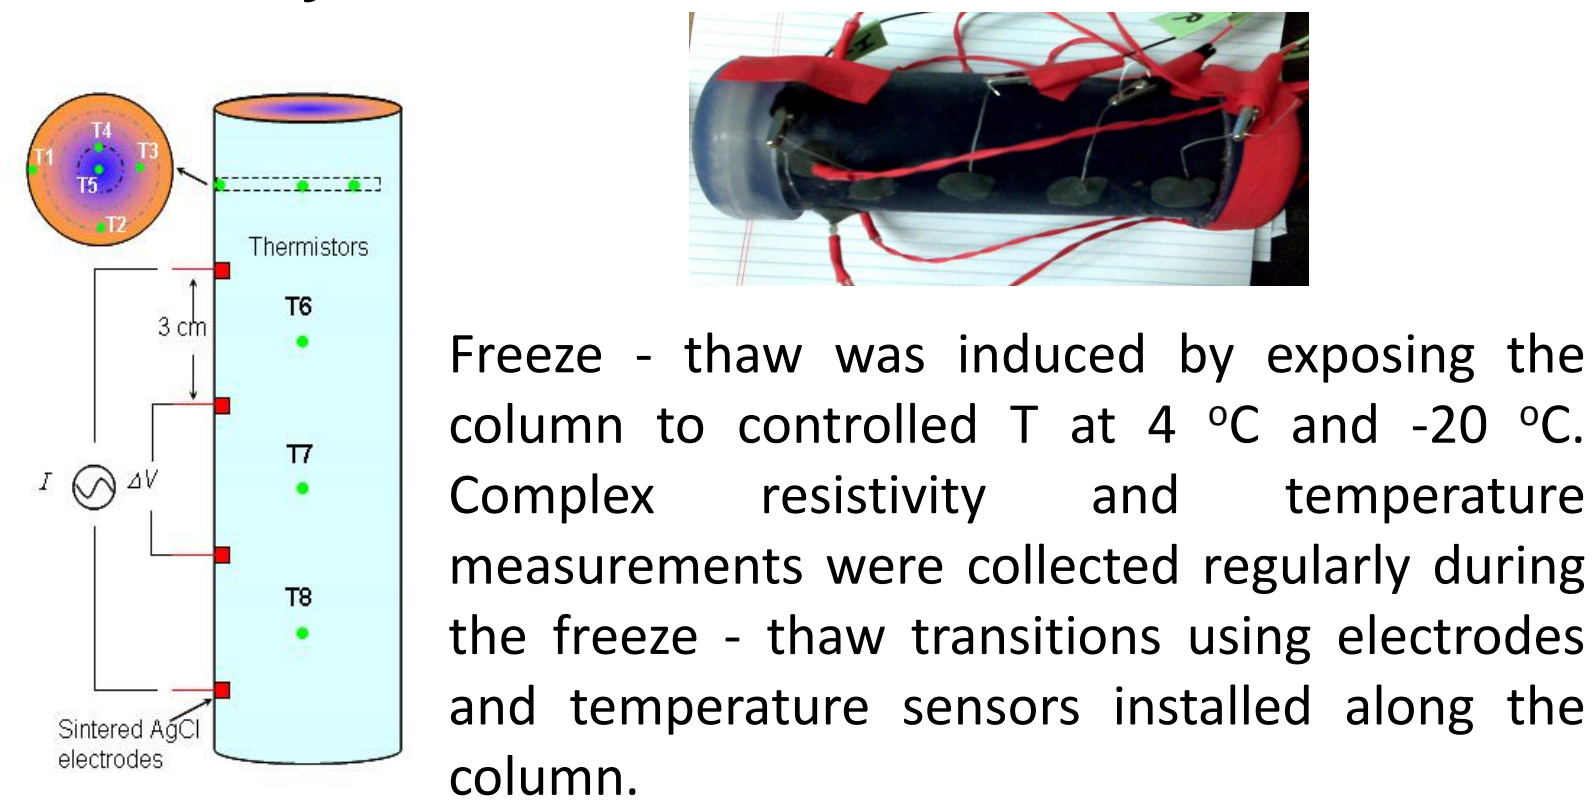 T4
T1
T3
T5
T2
Thermistors
T6
3 cm
T7
I
ΔV
T8
Sintered AgCl
electrodes
R
Freeze - thaw was induced by exposing the
column to controlled T at 4 ºC and -20 ºC.
Complex resistivity and temperature
measurements were collected regularly during
the freeze - thaw transitions using electrodes
and temperature sensors installed along the
column.